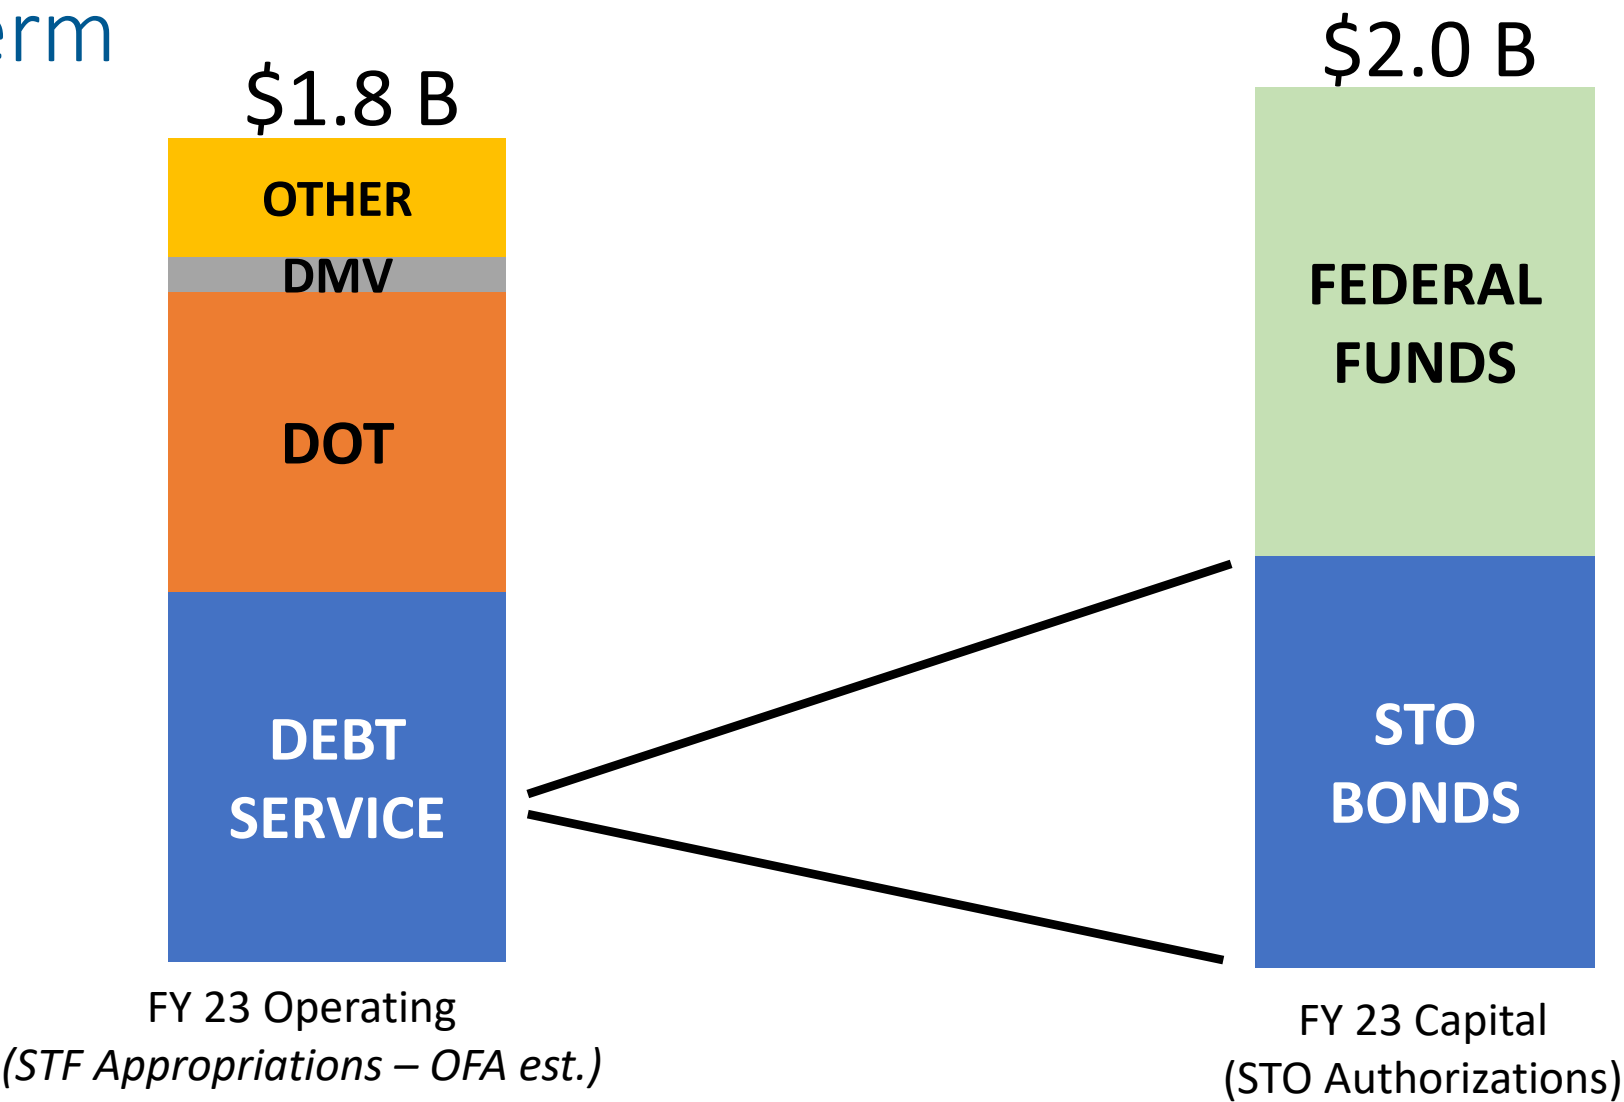 $1.8 B
OTHER
DMV
DOT
DEBT
SERVICE
FY 23 Operating
(STF Appropriations – OFA est.)
$2.0 B
FEDERAL
FUNDS
STO
BONDS
FY 23 Capital
(STO Authorizations)